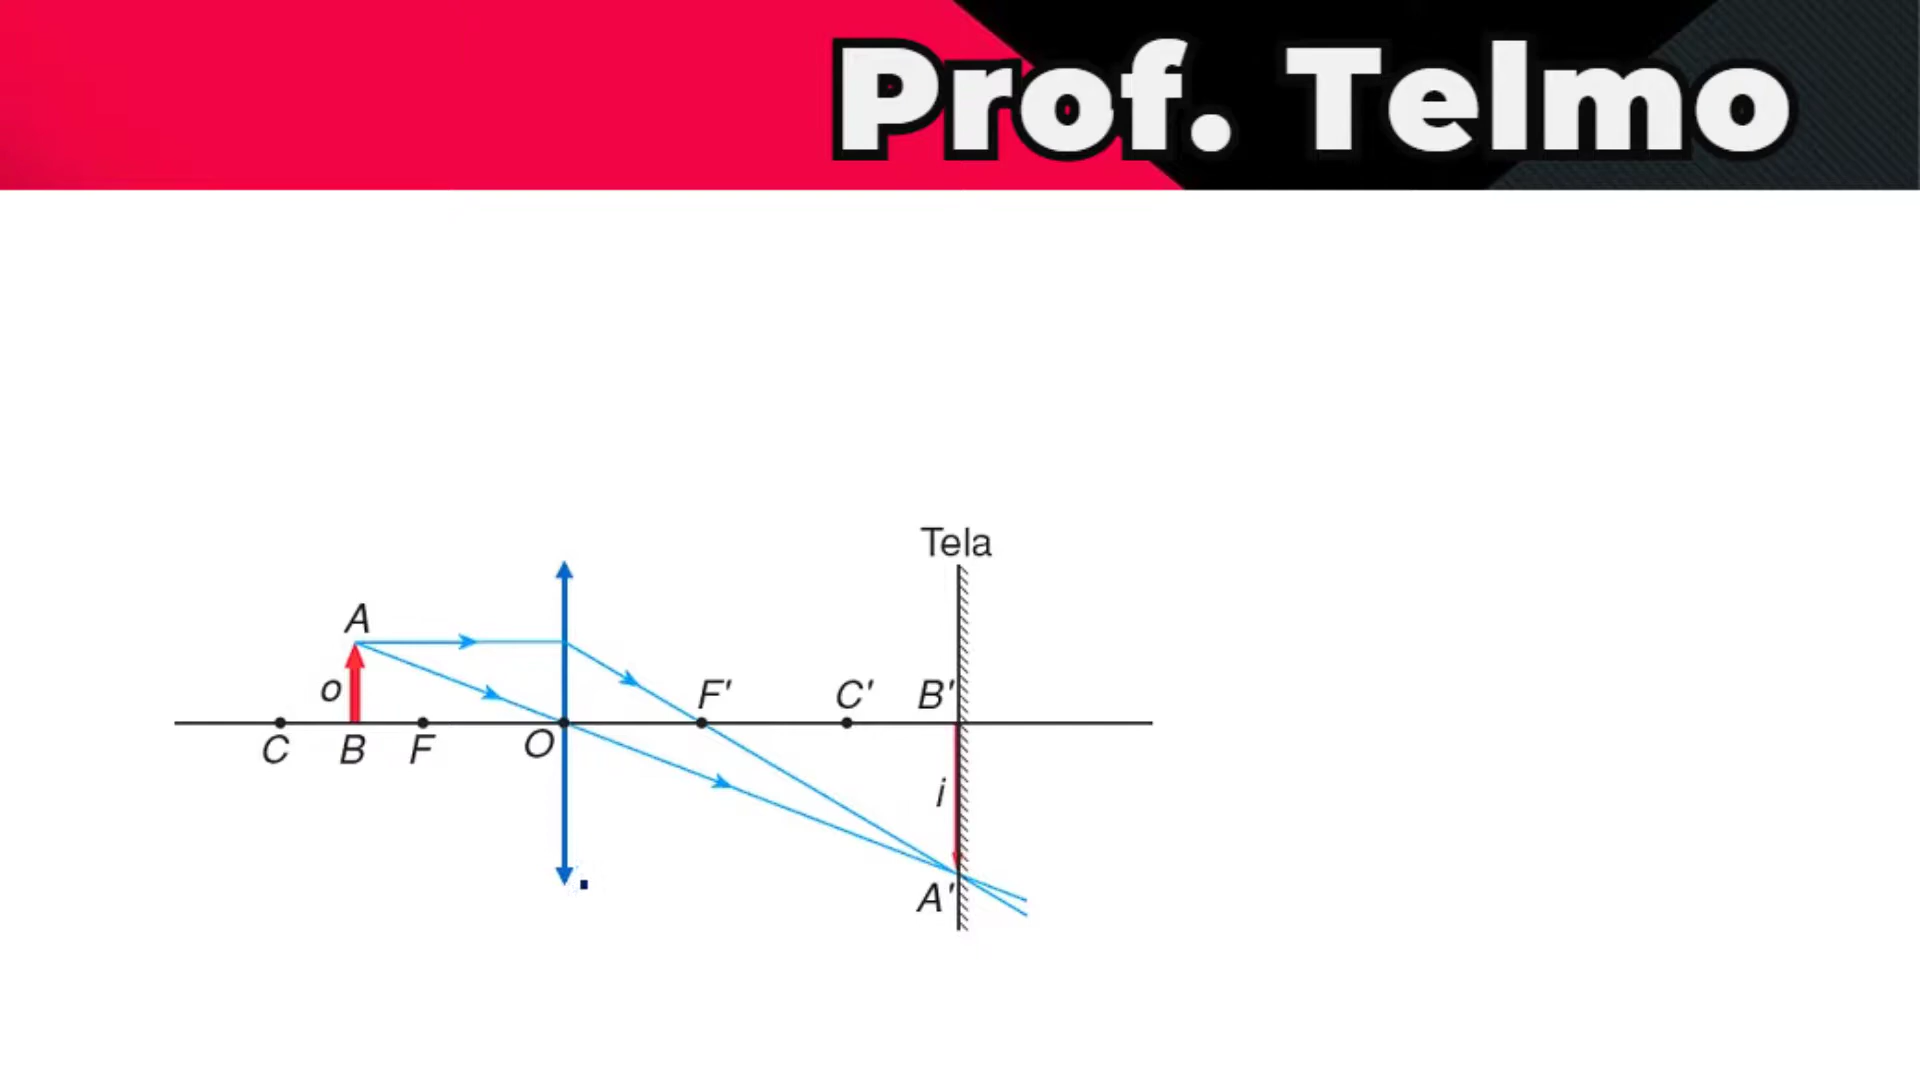 Prof. Telmo
Tela
A
o
F' C' B'
C B F O
i
A'